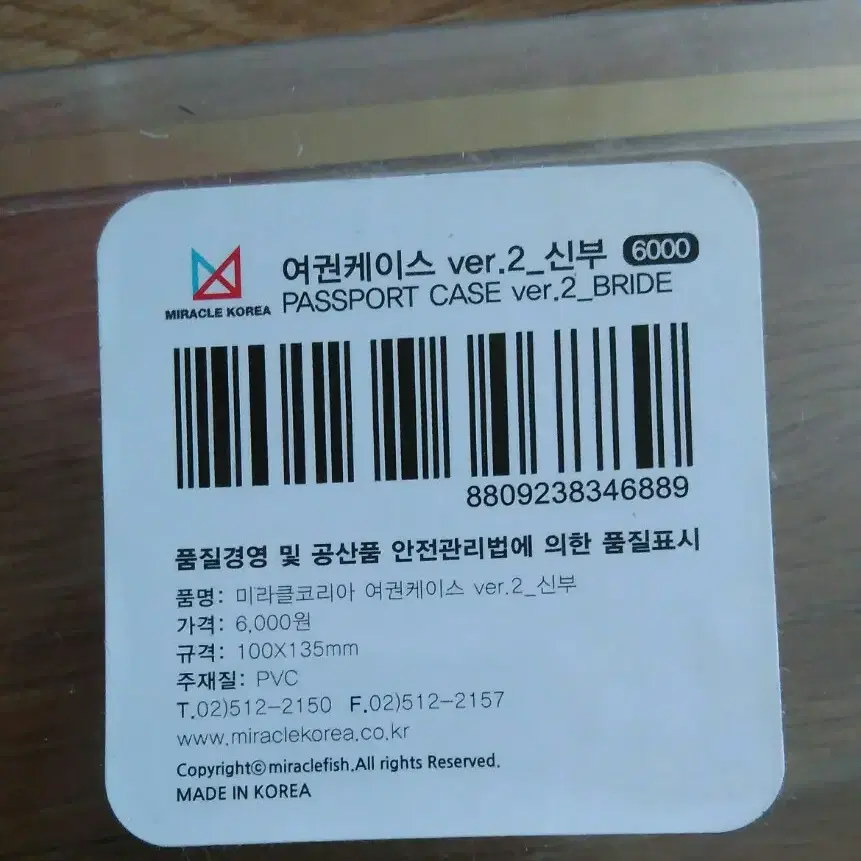 여권케이스 ver.2_신부 6000
MIRACLE KOREA PASSPORT CASE ver.2_BRIDE
8809238346889
품질경영 및 공산품 안전관리법에 의한 품질표시
품명: 미라클코리아 여권케이스 ver.2_신부
가격: 6,000원
규격: 100X135mm
주재질: PVC
T.02)512-2150 F.02)512-2157
www.miraclekorea.co.kr
Copyrightⓒmiraclefish.All rights Reserved.
MADE IN KOREA